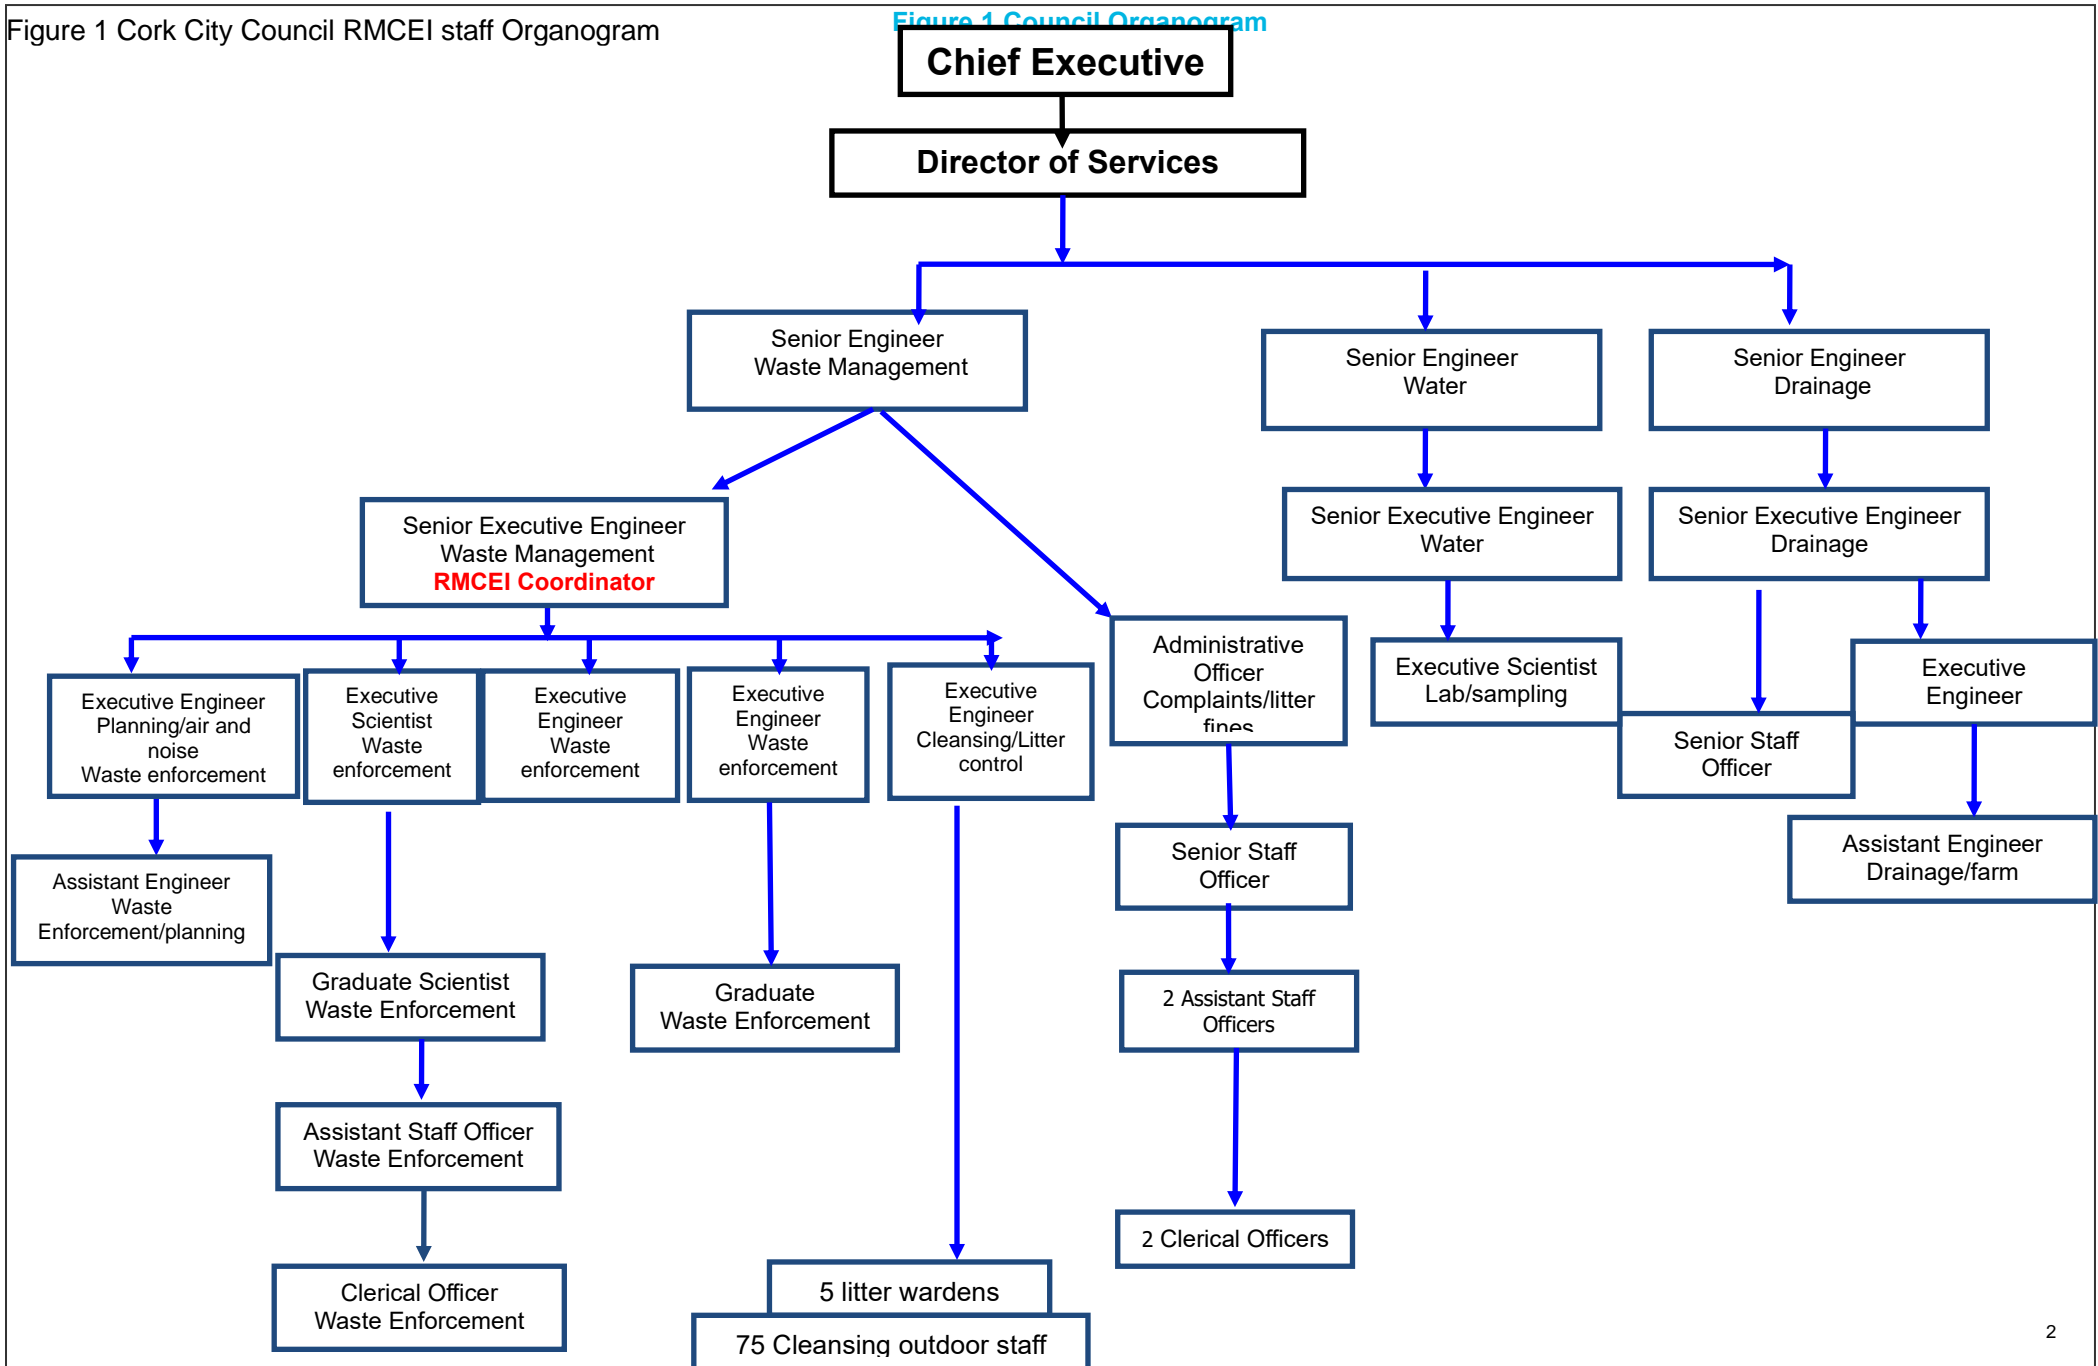 Figure 1 Cork City Council RMCEI staff Organogram
Figure 1 Council Organogram
Chief Executive
Director of Services
Senior Engineer
Waste Management
Senior Engineer
Water
Senior Engineer
Drainage
Senior Executive Engineer
Waste Management
RMCEI Coordinator
Senior Executive Engineer
Water
Senior Executive Engineer
Drainage
Executive Engineer
Planning/air and
noise
Waste enforcement
Executive
Scientist
Waste
enforcement
Executive
Engineer
Waste
enforcement
Executive
Engineer
Waste
enforcement
Executive
Engineer
Cleansing/Litter
control
Administrative
Officer
Complaints/litter
fines
Executive Scientist
Lab/sampling
Senior Staff
Officer
Executive
Engineer
Assistant Engineer
Waste
Enforcement/planning
Senior Staff
Officer
Assistant Engineer
Drainage/farm
Graduate Scientist
Waste Enforcement
Graduate
Waste Enforcement
2 Assistant Staff
Officers
Assistant Staff Officer
Waste Enforcement
2 Clerical Officers
Clerical Officer
Waste Enforcement
5 litter wardens
75 Cleansing outdoor staff
2